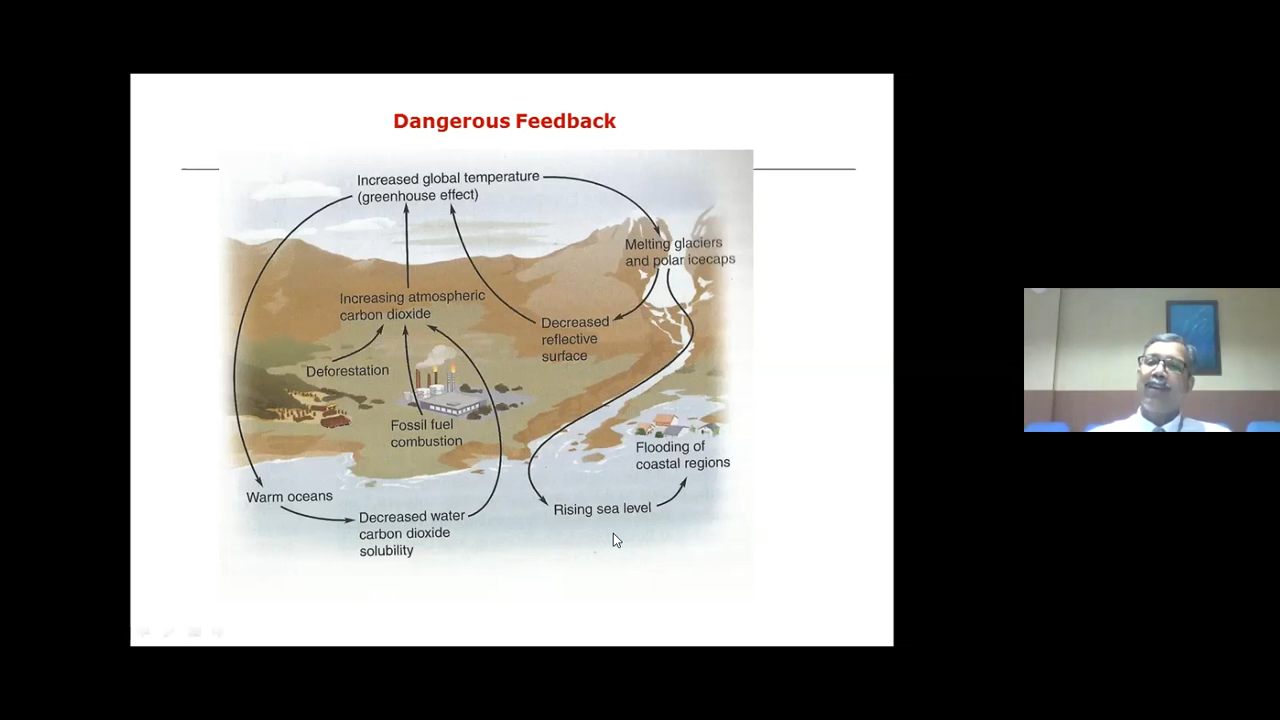 Dangerous Feedback
Increased global temperature
(greenhouse effect)
Melting glaciers
and polar icecaps
Increasing atmospheric
carbon dioxide
Decreased
reflective
surface
Deforestation
Fossil fuel
combustion
Flooding of
coastal regions
Warm oceans
Rising sea level
Decreased water
carbon dioxide
solubility